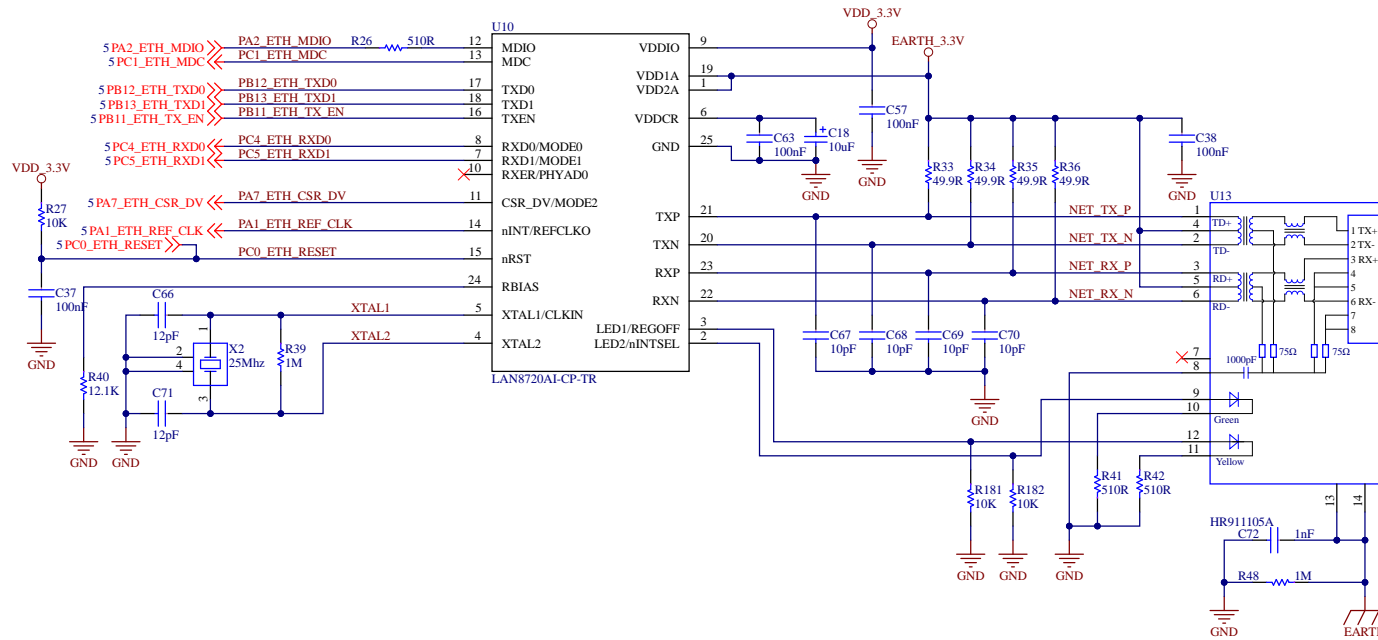 VDD_3.3V
EARTH_3.3V
U10
5 PA2_ETH_MDIO PA2_ETH_MDIO R26 510R 12 MDIO VDDIO 9
5 PC1_ETH_MDC PC1_ETH_MDC 13 MDC
VDD1A 19
5 PB12_ETH_TXD0 PB12_ETH_TXD0 17 TXD0 VDD2A 1
5 PB13_ETH_TXD1 PB13_ETH_TXD1 18 TXD1
5 PB11_ETH_TX_EN PB11_ETH_TX_EN 16 TXEN VDDCR 6
C57
100nF
C63
100nF
C18
10uF
+
C38
100nF
5 PC4_ETH_RXD0 PC4_ETH_RXD0 8 RXD0/MODE0 GND 25
5 PC5_ETH_RXD1 PC5_ETH_RXD1 7 RXD1/MODE1
10 RXER/PHYAD0
GND
GND
GND
R33
49.9R
R34
49.9R
R35
49.9R
R36
49.9R
VDD_3.3V
R27
10K
5 PA7_ETH_CSR_DV PA7_ETH_CSR_DV 11 CSR_DV/MODE2
TXP 21 NET_TX_P 1
5 PA1_ETH_REF_CLK PA1_ETH_REF_CLK 14 nINT/REFCLKO
5 PC0_ETH_RESET
TXN 20 NET_TX_N 2
PC0_ETH_RESET 15 nRST
RXP 23 NET_RX_P 3
24 RBIAS
RXN 22 NET_RX_N 6
C37
100nF
GND
C66
12pF
XTAL1 5 XTAL1/CLKIN
LED1/REGOFF 3
XTAL2 4 XTAL2
LED2/nINTSEL 2
1
2
4
3
X2
25Mhz
R39
1M
R40
12.1K
C71
12pF
GND
GND
LAN8720AI-CP-TR
C67
10pF
C68
10pF
C69
10pF
C70
10pF
GND
U13
4
5
TD+
TD-
RD+
RD-
1 TX+
2 TX-
3 RX+
4
5
6 RX-
7
8
75Ω
75Ω
1000pF
7
8
9
10
Green
12
11
Yellow
R181
10K
R182
10K
R41
510R
R42
510R
GND
GND
GND
13
14
HR911105A
C72 1nF
R48 1M
GND
EARTH